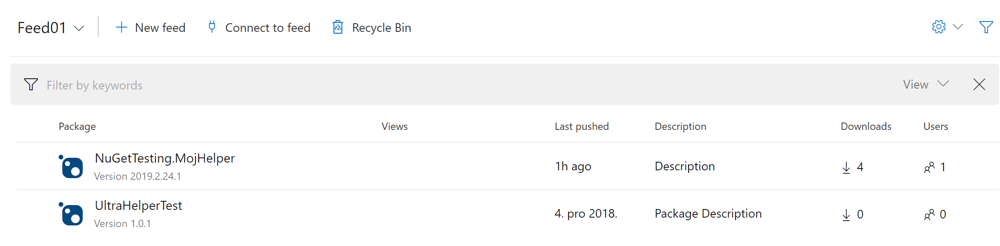 Feed01 New feed Connect to feed Recycle Bin
Filter by keywords View
Package Views Last pushed Description Downloads Users
NuGetTesting.MojHelper
Version 2019.2.24.1
1h ago Description 4 1
UltraHelperTest
Version 1.0.1
4. pro 2018. Package Description 0 0